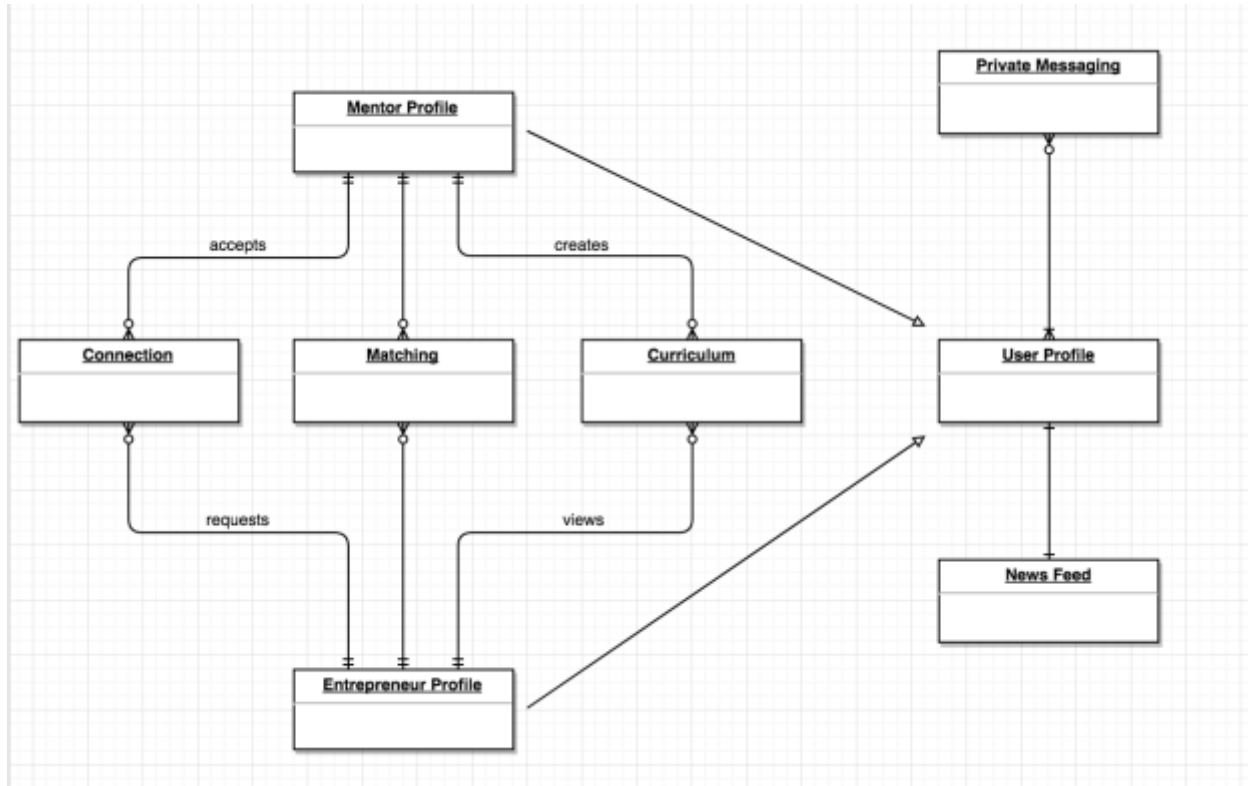 Private Messaging
Mentor Profile
accepts
creates
Connection
Matching
Curriculum
User Profile
requests
views
News Feed
Entrepreneur Profile